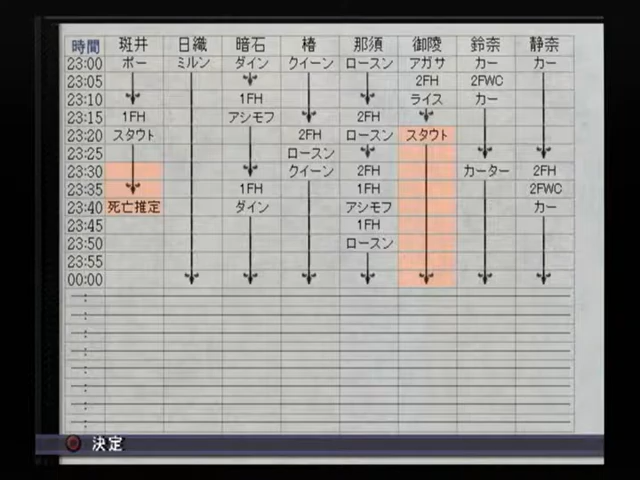 時間 斑井 日織 暗石 椿 那須 御陵 鈴奈 静奈
23:00 ポー ミルン ダイン クイーン ロースン アガサ カー カー
23:05 2FH 2FWC
23:10 1FH ライス カー
23:15 1FH アシモフ 2FH
23:20 スタウト 2FH ロースン スタウト
23:25 ロースン
23:30 クイーン 2FH カーター 2FH
23:35 1FH 1FH 2FWC
23:40 死亡推定 ダイン アシモフ カー
23:45 1FH
23:50 ロースン
23:55
00:00
:
:
:
:
:
:
:
:
決定